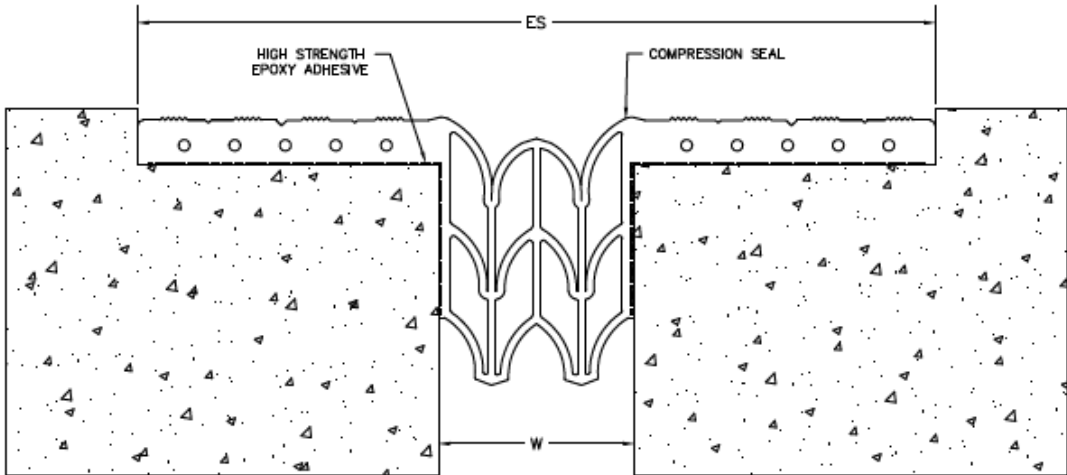 ES
HIGH STRENGTH
EPOXY ADHESIVE
COMPRESSION SEAL
W